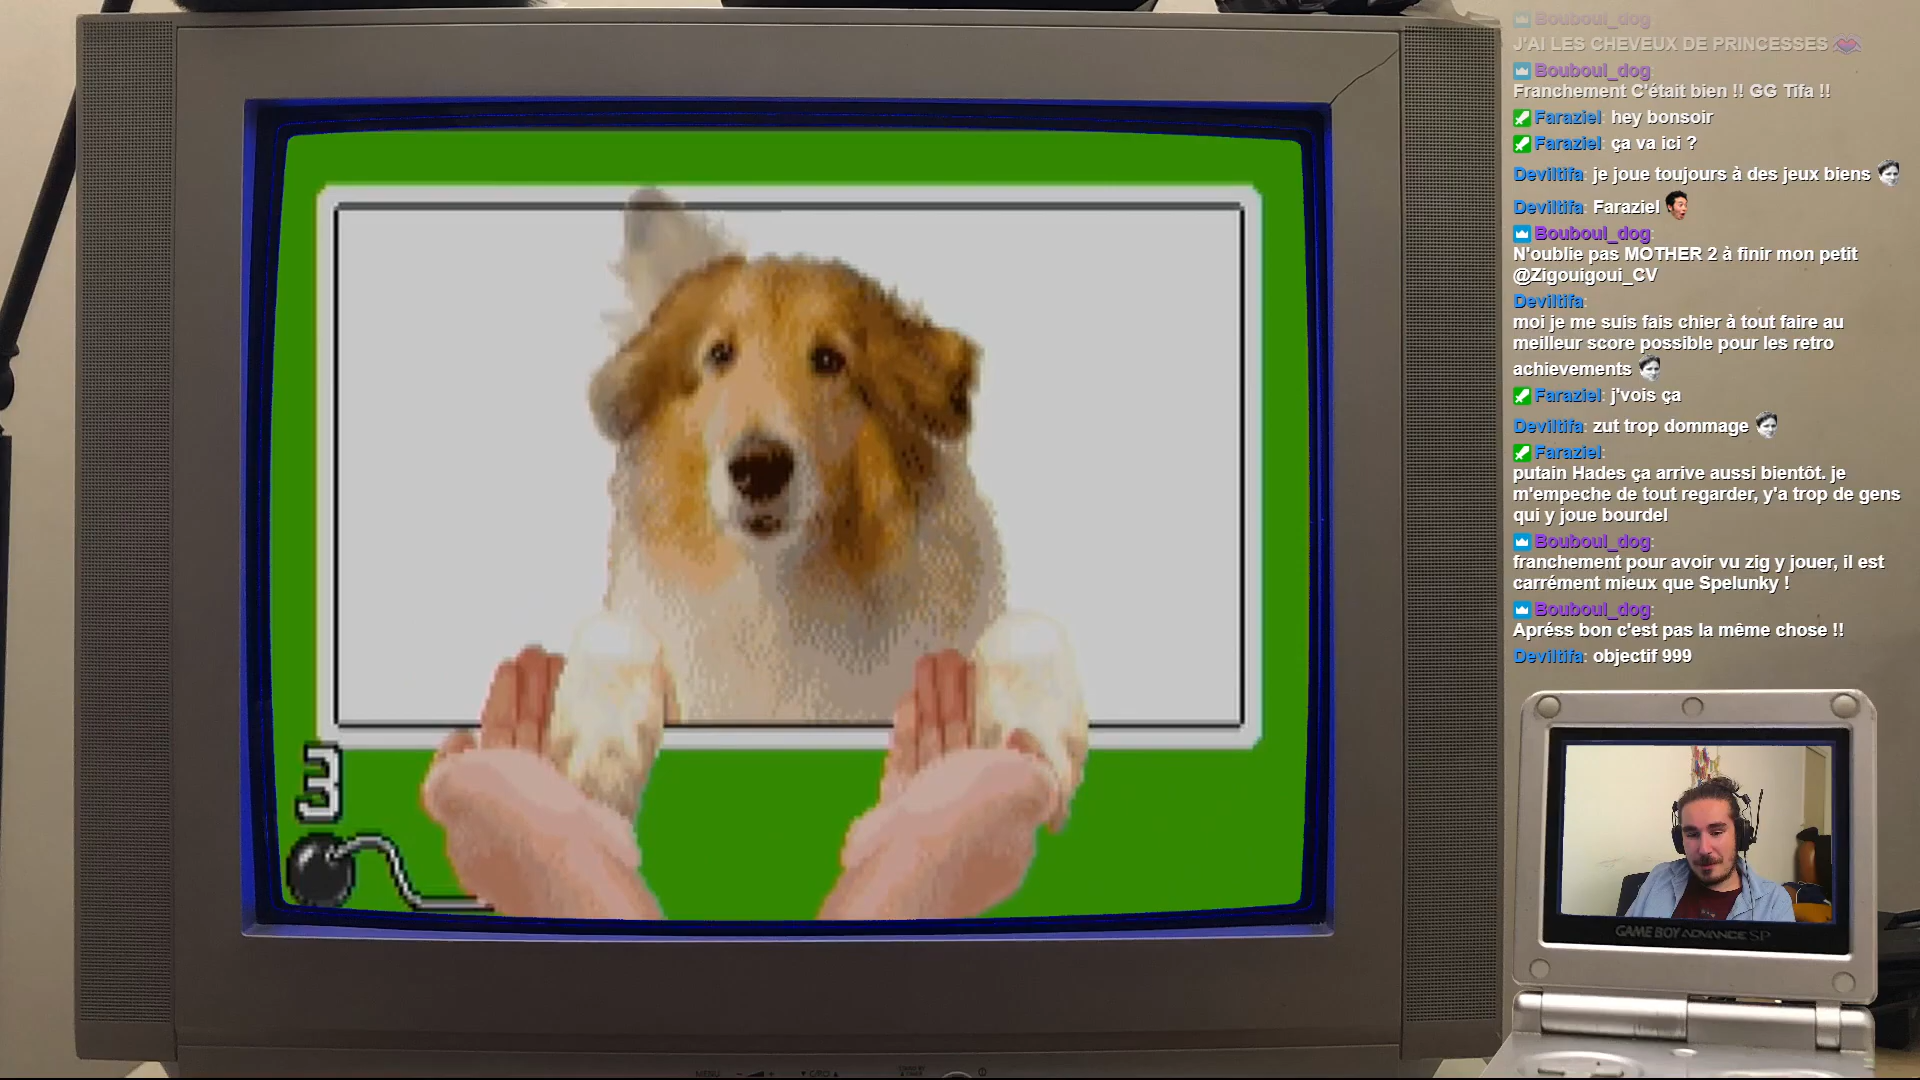 Bouboul_dog
J'AI LES CHEVEUX DE PRINCESSES
Bouboul_dog:
Franchement C'était bien !! GG Tifa !!
Faraziel: hey bonsoir
Faraziel: ça va ici ?
Deviltifa: je joue toujours à des jeux biens
Deviltifa: Faraziel
Bouboul_dog:
N'oublie pas MOTHER 2 à finir mon petit
@Zigouigoui_CV
Deviltifa:
moi je me suis fais chier à tout faire au
meilleur score possible pour les retro
achievements
Faraziel: j'vois ça
Deviltifa: zut trop dommage
Faraziel:
putain Hades ça arrive aussi bientôt. je
m'empeche de tout regarder, y'a trop de gens
qui y joue bourdel
Bouboul_dog:
franchement pour avoir vu zig y jouer, il est
carrément mieux que Spelunky !
Bouboul_dog:
Apréss bon c'est pas la même chose !!
Deviltifa: objectif 999
3
GAME BOY ADVANCE SP
MENU